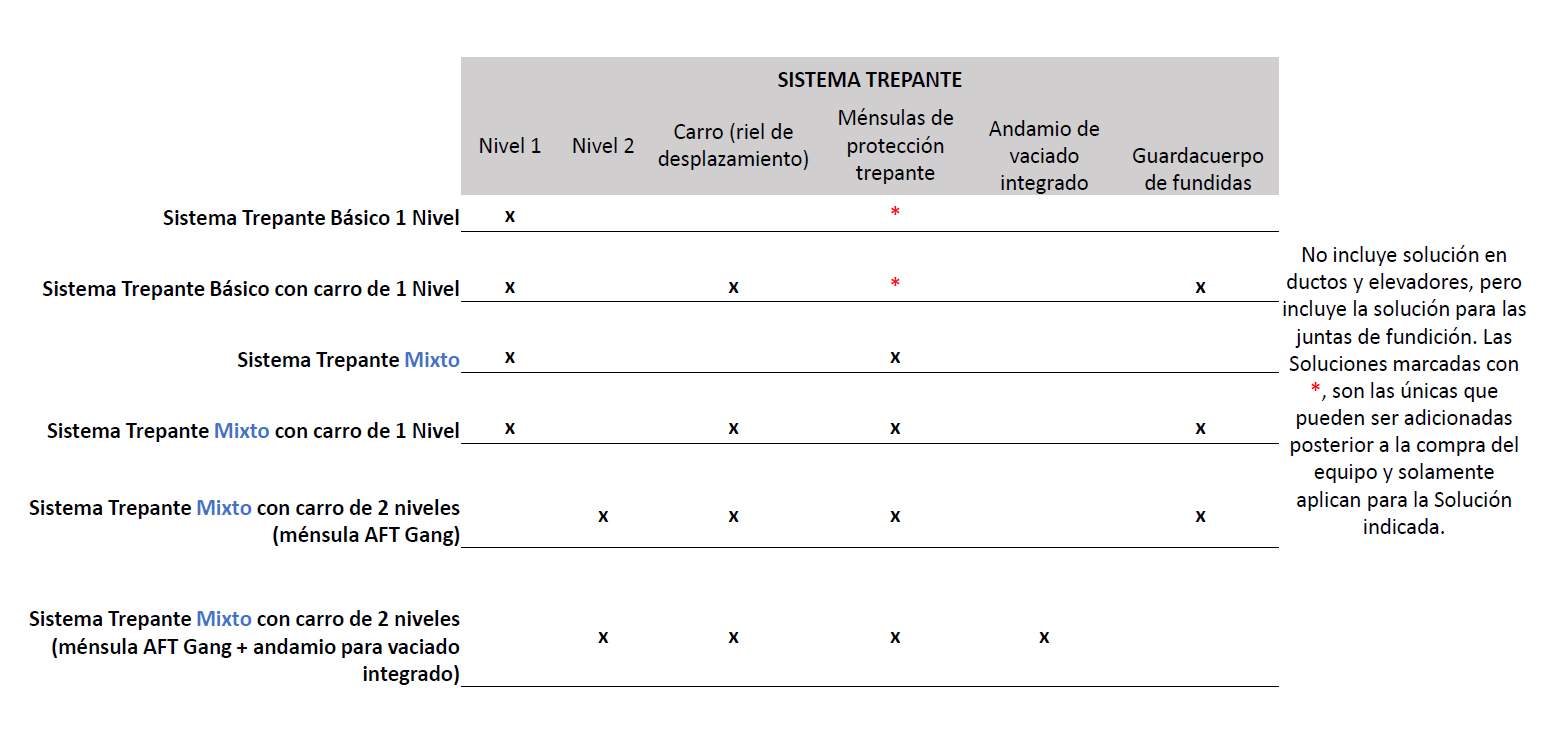 SISTEMA TREPANTE
Nivel 1
Nivel 2
Carro (riel de
desplazamiento)
Ménsulas de
protección
trepante
Andamio de
vaciado
integrado
Guardacuerpo
de fundidas
Sistema Trepante Básico 1 Nivel x *
Sistema Trepante Básico con carro de 1 Nivel x x * x
Sistema Trepante Mixto x x
Sistema Trepante Mixto con carro de 1 Nivel x x x x
Sistema Trepante Mixto con carro de 2 niveles
(ménsula AFT Gang)
x x x x
Sistema Trepante Mixto con carro de 2 niveles
(ménsula AFT Gang + andamio para vaciado
integrado)
x x x x
No incluye solución en
ductos y elevadores, pero
incluye la solución para las
juntas de fundición. Las
Soluciones marcadas con
*, son las únicas que
pueden ser adicionadas
posterior a la compra del
equipo y solamente
aplican para la Solución
indicada.